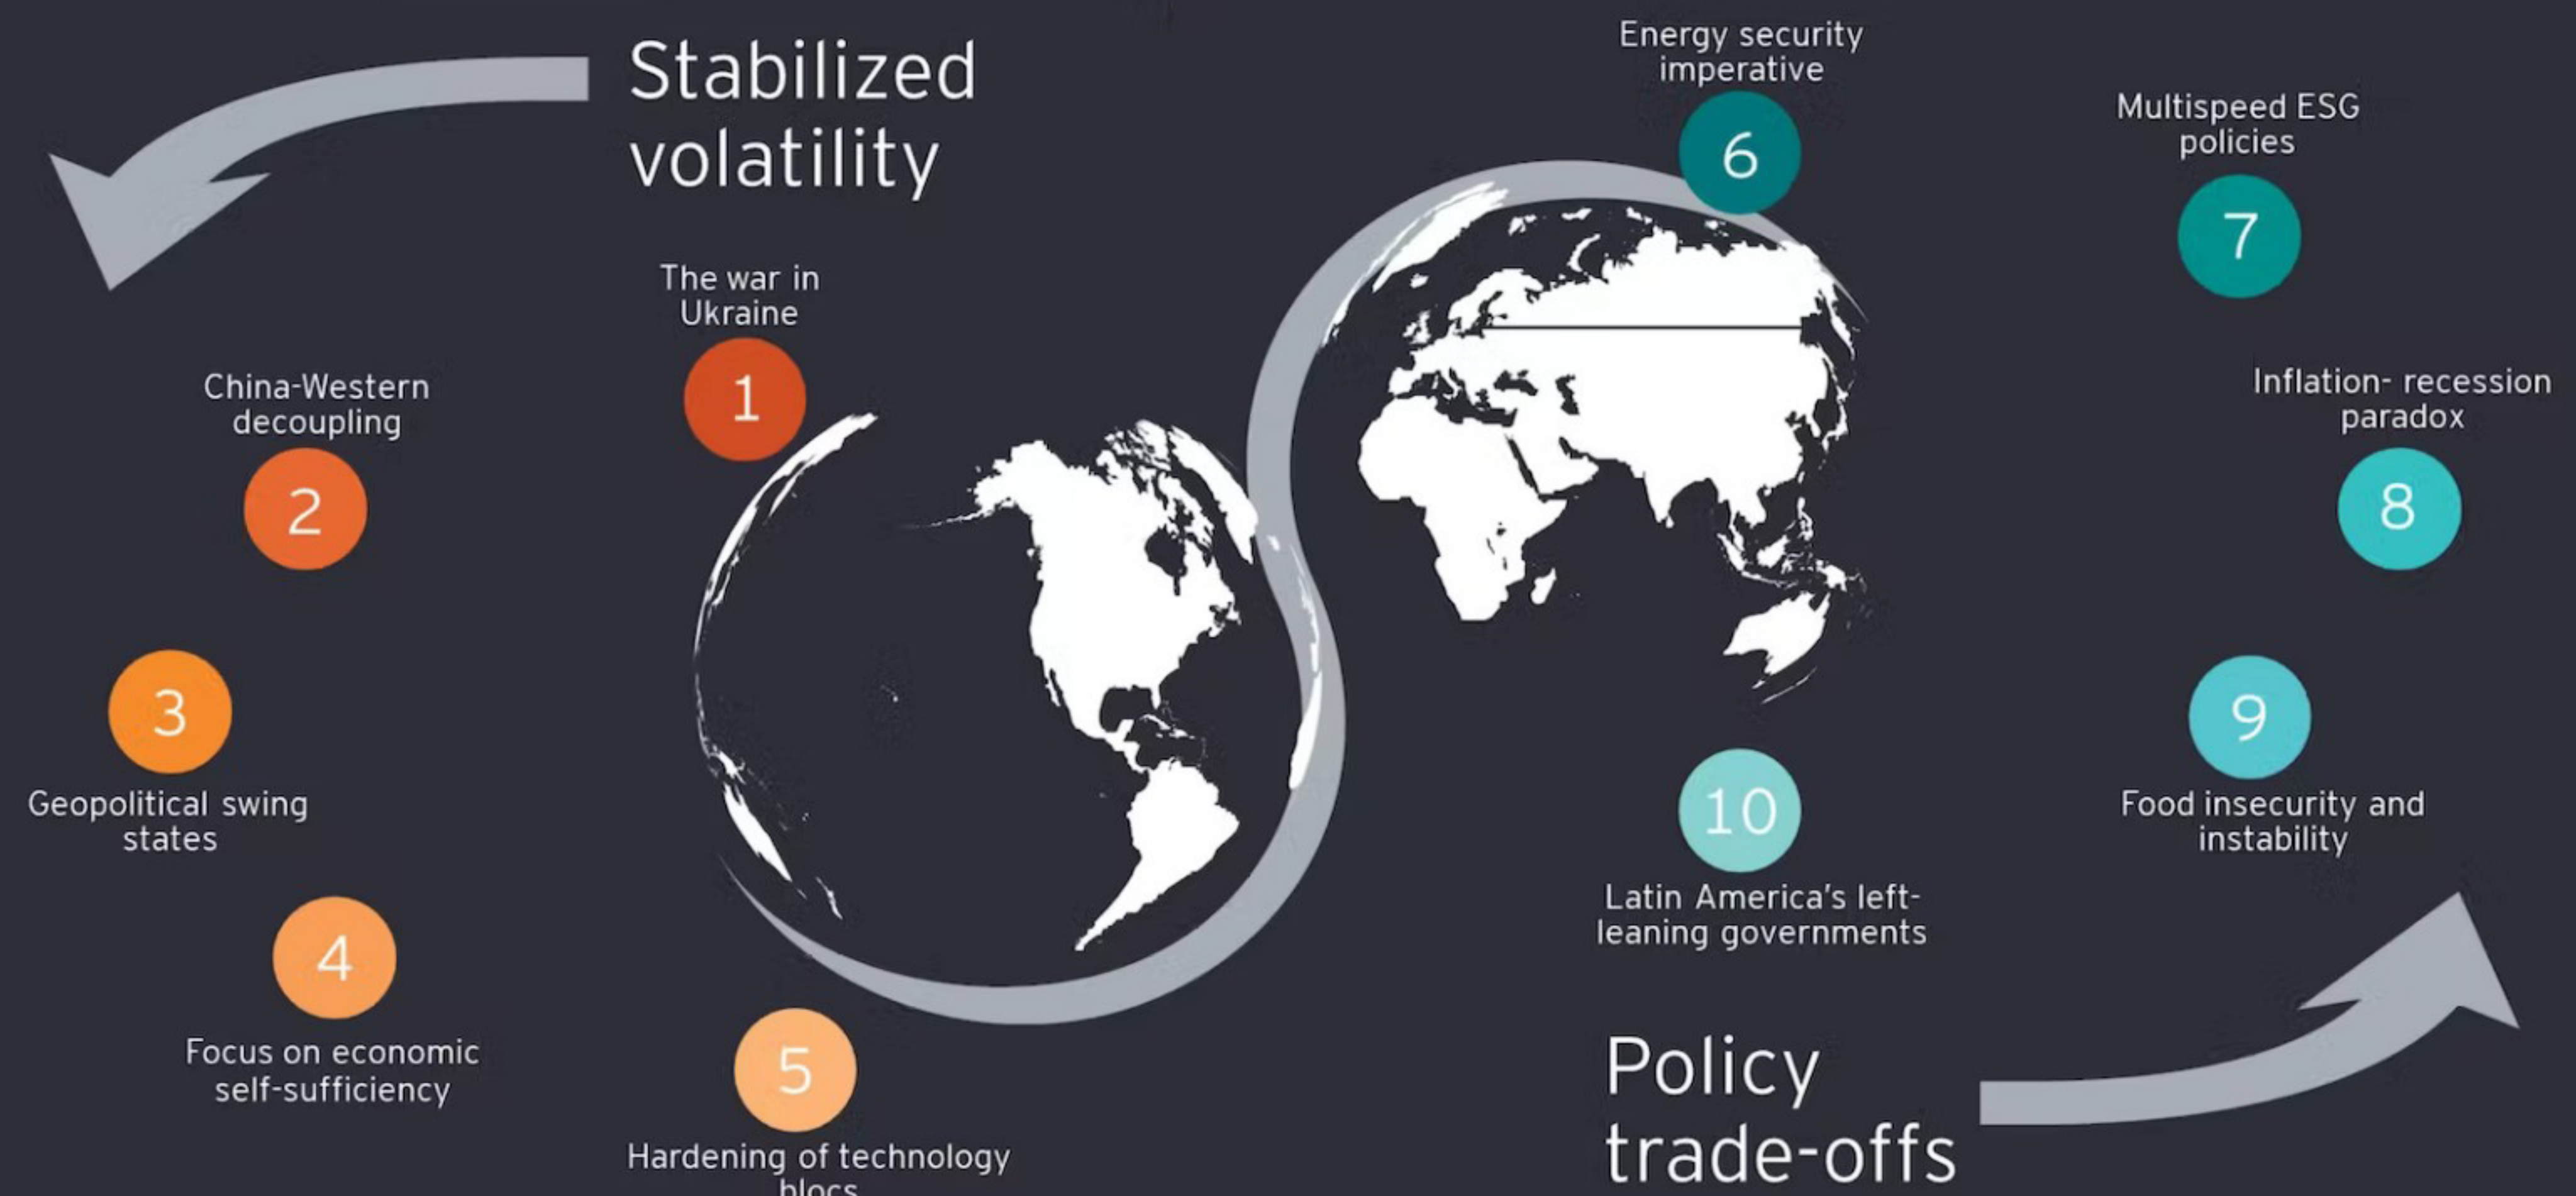 Stabilized
volatility
The war in
Ukraine
1
China-Western
decoupling
2
3
Geopolitical swing
states
4
Focus on economic
self-sufficiency
5
Hardening of technology
blocs
Energy security
imperative
6
Multispeed ESG
policies
7
Inflation- recession
paradox
8
9
Food insecurity and
instability
10
Latin America's left-
leaning governments
Policy
trade-offs